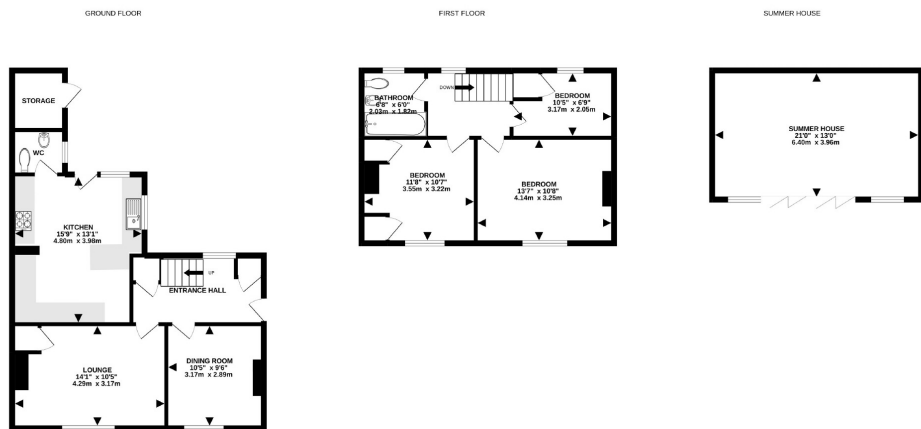 GROUND FLOOR
FIRST FLOOR
SUMMER HOUSE
STORAGE
WC
KITCHEN
15'9" x 13'1"
4.80m x 3.98m
UP
ENTRANCE HALL
LOUNGE
14'1" x 10'5"
4.29m x 3.17m
DINING ROOM
10'5" x 9'6"
3.17m x 2.89m
BATHROOM
6'8" x 6'0"
2.03m x 1.82m
DOWN
BEDROOM
10'5" x 6'9"
3.17m x 2.05m
BEDROOM
11'8" x 10'7"
3.55m x 3.22m
BEDROOM
13'7" x 10'8"
4.14m x 3.25m
SUMMER HOUSE
21'0" x 13'0"
6.40m x 3.96m